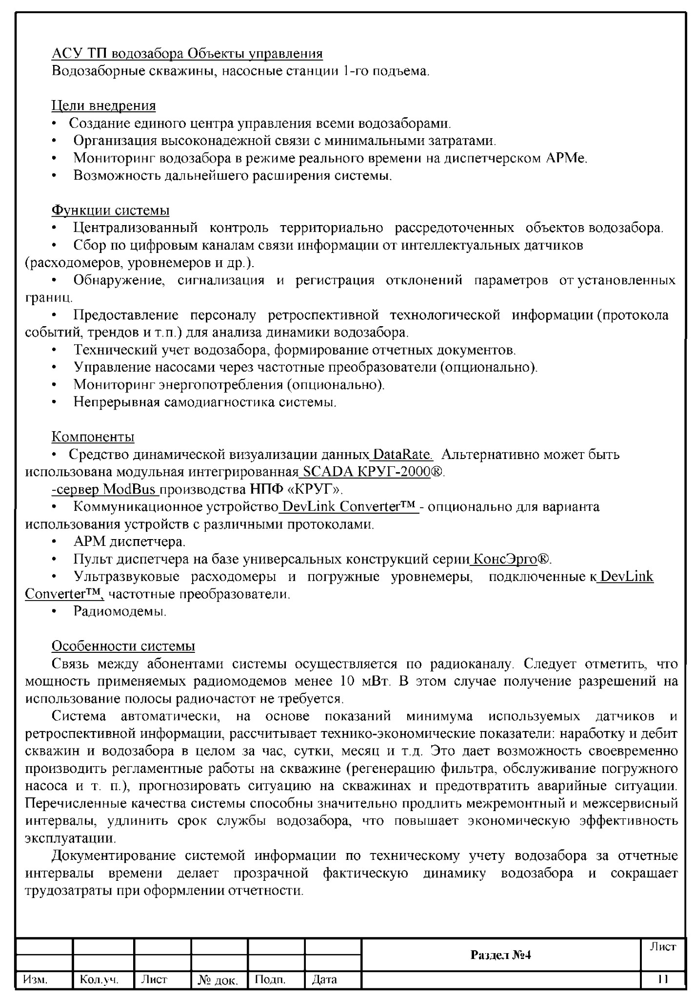 АСУ ТП водозабора Объекты управления
Водозаборные скважины, насосные станции 1-го подъема.
Цели внедрения
• Создание единого центра управления всеми водозаборами.
• Организация высоконадежной связи с минимальными затратами.
• Мониторинг водозабора в режиме реального времени на диспетчерском АРМе.
• Возможность дальнейшего расширения системы.
Функции системы
• Централизованный контроль территориально рассредоточенных объектов водозабора.
• Сбор по цифровым каналам связи информации от интеллектуальных датчиков
(расходомеров, уровнемеров и др.).
• Обнаружение, сигнализация и регистрация отклонений параметров от установленных
границ.
• Предоставление персоналу ретроспективной технологической информации (протокола
событий, трендов и т.п.) для анализа динамики водозабора.
• Технический учет водозабора, формирование отчетных документов.
• Управление насосами через частотные преобразователи (опционально).
• Мониторинг энергопотребления (опционально).
• Непрерывная самодиагностика системы.
Компоненты
• Средство динамической визуализации данных DataRate. Альтернативно может быть
использована модульная интегрированная SCADA КРУГ-2000®.
-сервер ModBus производства НПФ «КРУГ».
• Коммуникационное устройство DevLink Converter™ - опционально для варианта
использования устройств с различными протоколами.
• АРМ диспетчера.
• Пульт диспетчера на базе универсальных конструкций серии КонсЭрго®.
• Ультразвуковые расходомеры и погружные уровнемеры, подключенные к DevLink
Converter™, частотные преобразователи.
• Радиомодемы.
Особенности системы
Связь между абонентами системы осуществляется по радиоканалу. Следует отметить, что
мощность применяемых радиомодемов менее 10 мВт. В этом случае получение разрешений на
использование полосы радиочастот не требуется.
Система автоматически, на основе показаний минимума используемых датчиков и
ретроспективной информации, рассчитывает технико-экономические показатели: наработку и дебит
скважин и водозабора в целом за час, сутки, месяц и т.д. Это дает возможность своевременно
производить регламентные работы на скважине (регенерацию фильтра, обслуживание погружного
насоса и т. п.), прогнозировать ситуацию на скважинах и предотвратить аварийные ситуации.
Перечисленные качества системы способны значительно продлить межремонтный и межсервисный
интервалы, удлинить срок службы водозабора, что повышает экономическую эффективность
эксплуатации.
Документирование системой информации по техническому учету водозабора за отчетные
интервалы времени делает прозрачной фактическую динамику водозабора и сокращает
трудозатраты при оформлении отчетности.
Раздел №4
Лист
Изм. Кол.уч. Лист № док. Подп. Дата 11